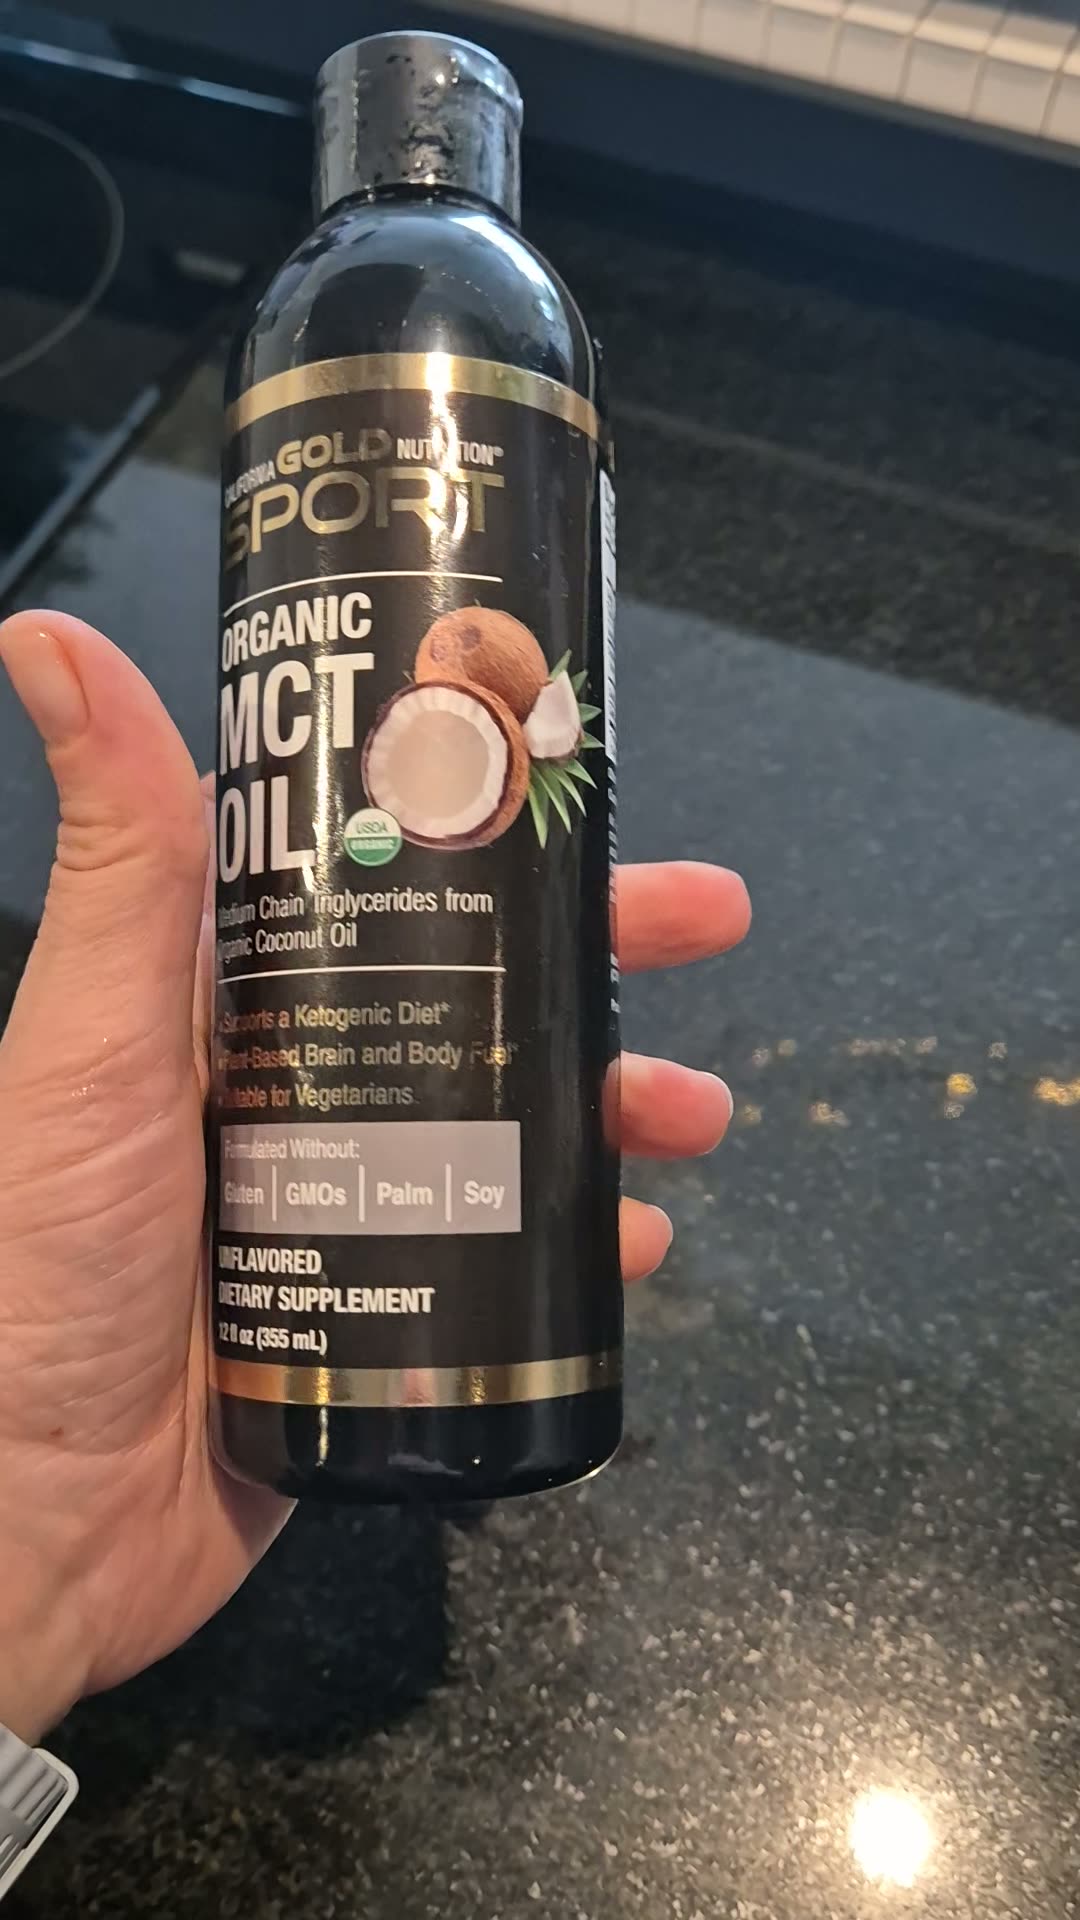 CALIFORNIA GOLD NUTRITION®
SPORT
ORGANIC
MCT
OIL
USDA
ORGANIC
Medium Chain Triglycerides from
Organic Coconut Oil
• Supports a Ketogenic Diet*
• Plant-Based Brain and Body Fuel*
• Suitable for Vegetarians
Formulated Without:
Gluten | GMOs | Palm | Soy
UNFLAVORED
DIETARY SUPPLEMENT
12 fl oz (355 mL)